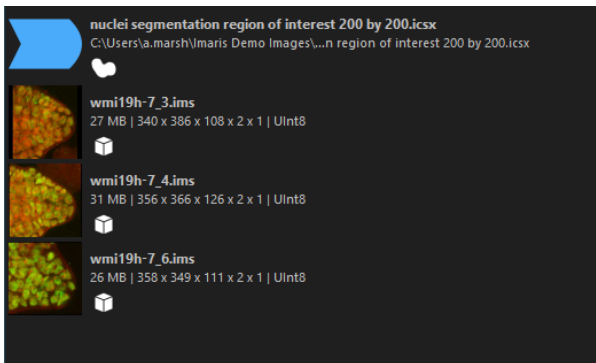 nuclei segmentation region of interest 200 by 200.icsx
C:\Users\a.marsh\Imaris Demo Images\...n region of interest 200 by 200.icsx
wmi19h-7_3.ims
27 MB | 340 x 386 x 108 x 2 x 1 | UInt8
wmi19h-7_4.ims
31 MB | 356 x 366 x 126 x 2 x 1 | UInt8
wmi19h-7_6.ims
26 MB | 358 x 349 x 111 x 2 x 1 | UInt8